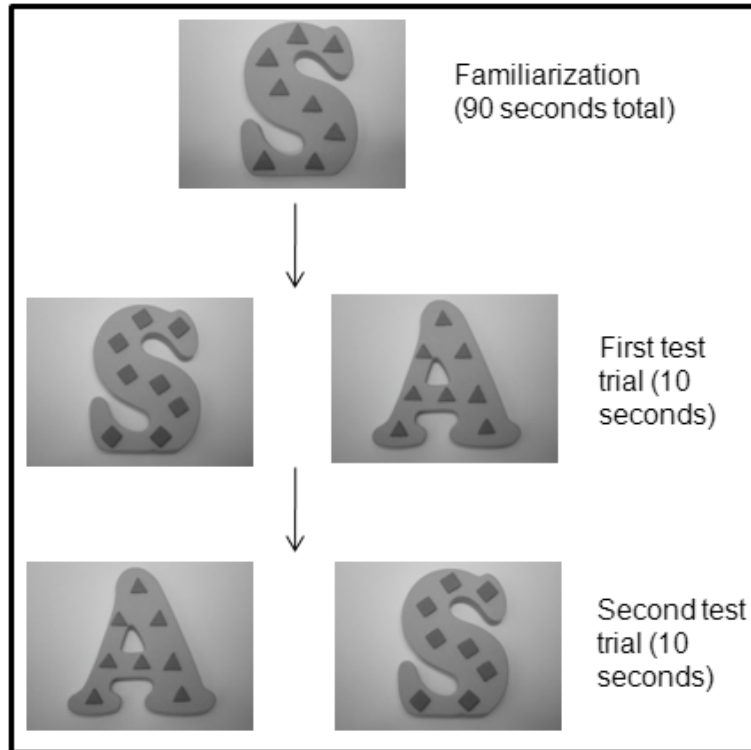 S
Familiarization
(90 seconds total)
S A
First test
trial (10
seconds)
A S
Second test
trial (10
seconds)